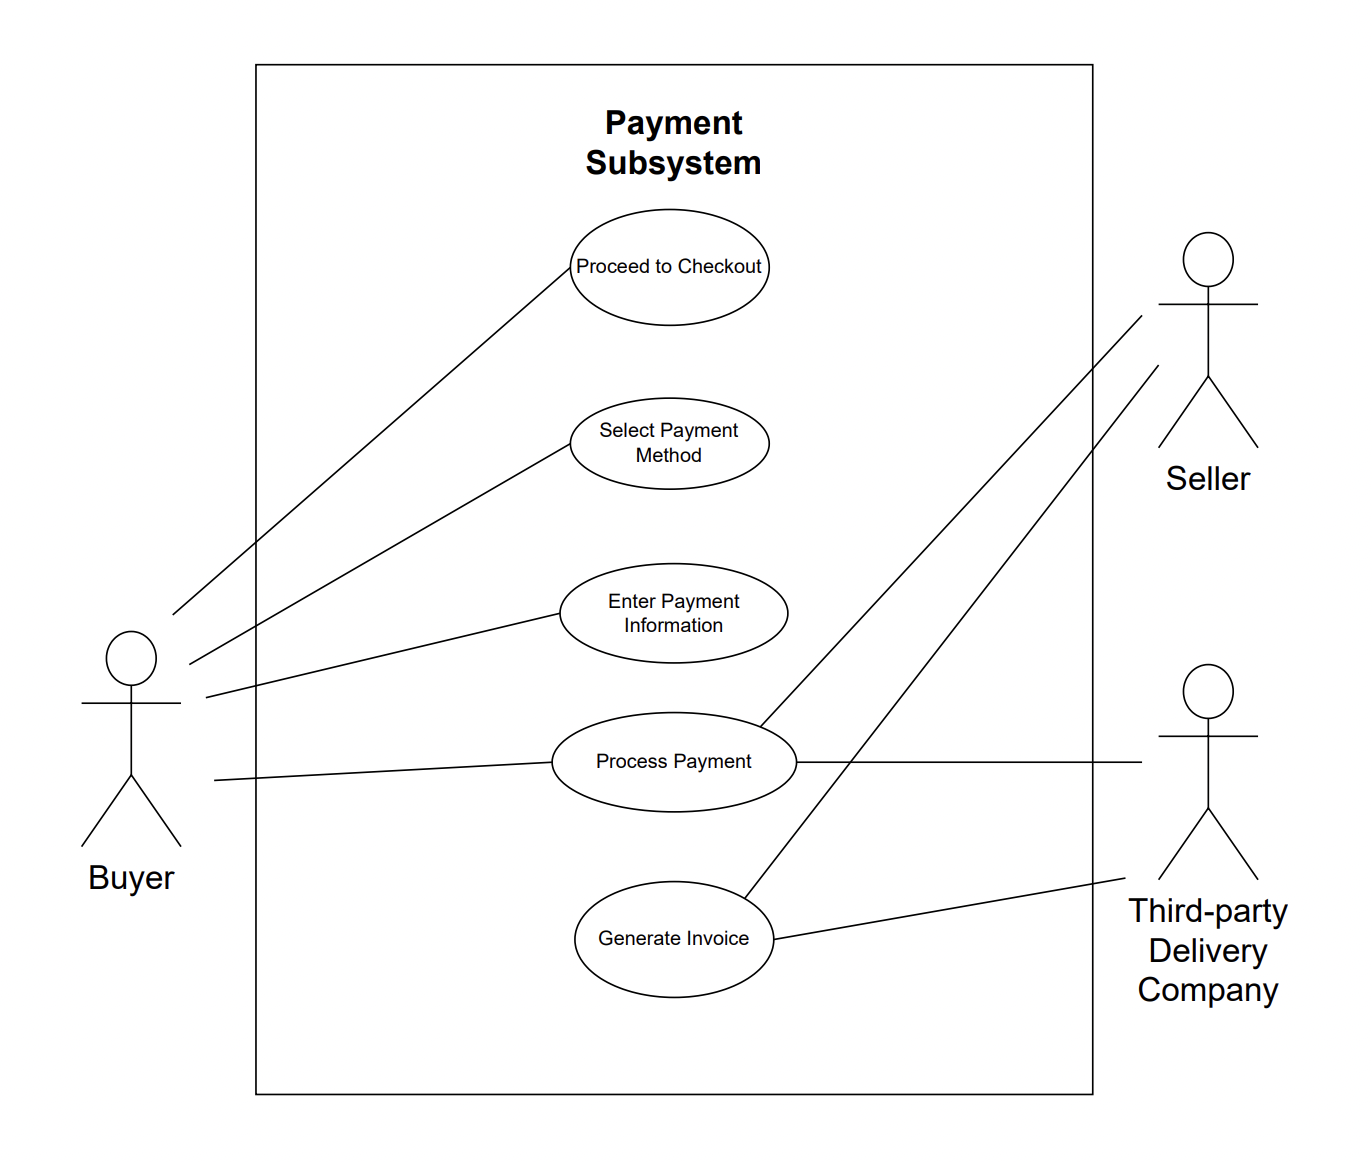 Payment
Subsystem
Proceed to Checkout
Select Payment
Method
Enter Payment
Information
Process Payment
Generate Invoice
Buyer
Seller
Third-party
Delivery
Company